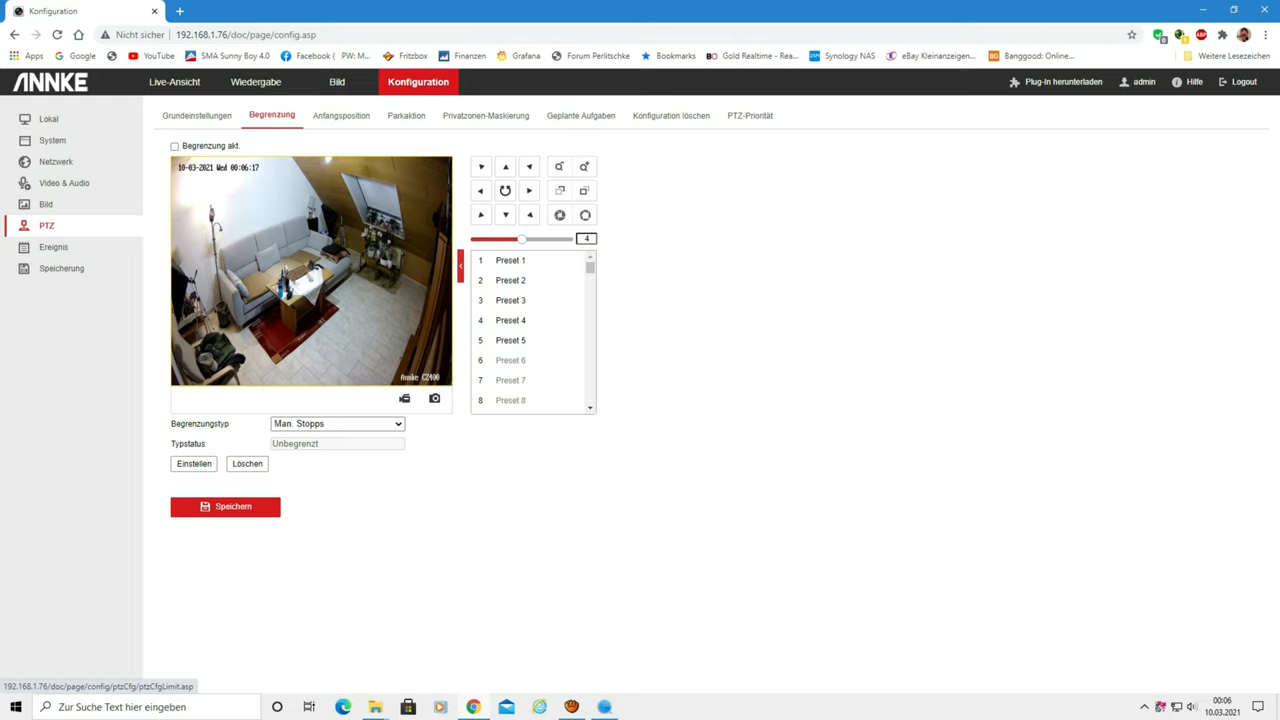 Konfiguration
Nicht sicher | 192.168.1.76/doc/page/config.asp
Apps Google YouTube SMA Sunny Boy 4.0 Facebook ( PW: M... Fritzbox Finanzen Grafana Forum Perlitschke Bookmarks Gold Realtime - Rea... Synology NAS eBay Kleinanzeigen... Banggood: Online... Weitere Lesezeichen
ANNKE Live-Ansicht Wiedergabe Bild Konfiguration Plug-In herunterladen admin Hilfe Logout
Lokal
System
Netzwerk
Video & Audio
Bild
PTZ
Ereignis
Speicherung
Grundeinstellungen Begrenzung Anfangsposition Parkaktion Privatzonen-Maskierung Geplante Aufgaben Konfiguration löschen PTZ-Priorität
Begrenzung akt.
10-03-2021 Wed 00:06:17
Annke CZ400
4
1 Preset 1
2 Preset 2
3 Preset 3
4 Preset 4
5 Preset 5
6 Preset 6
7 Preset 7
8 Preset 8
Begrenzungstyp Man. Stopps
Typstatus Unbegrenzt
Einstellen Löschen
Speichern
192.168.1.76/doc/page/config/ptzCfg/ptzCfgLimit.asp
Zur Suche Text hier eingeben
00:06
10.03.2021